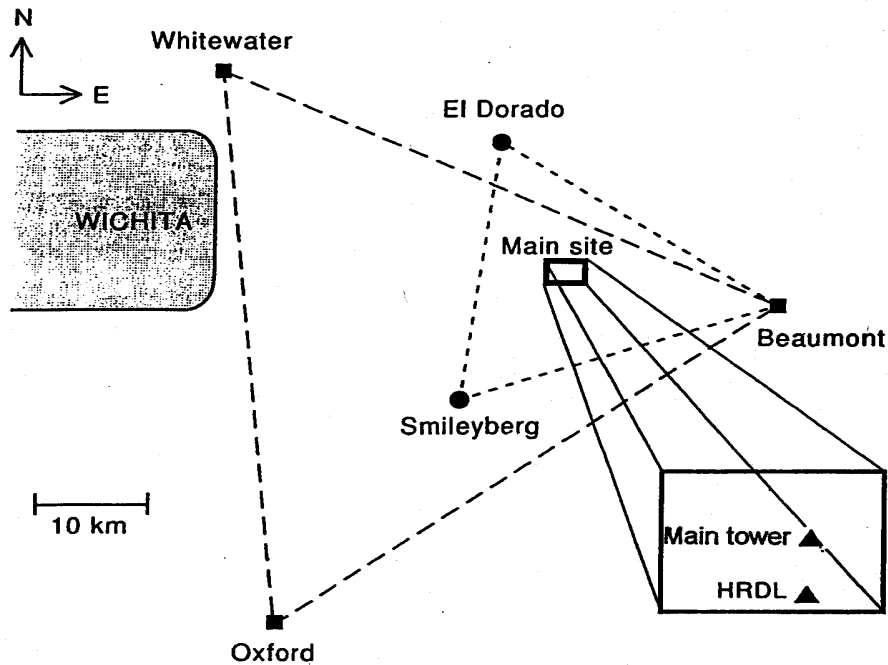 N
Whitewater
E
El Dorado
WICHITA
Main site
Beaumont
Smileyberg
10 km
Main tower
HRDL
Oxford